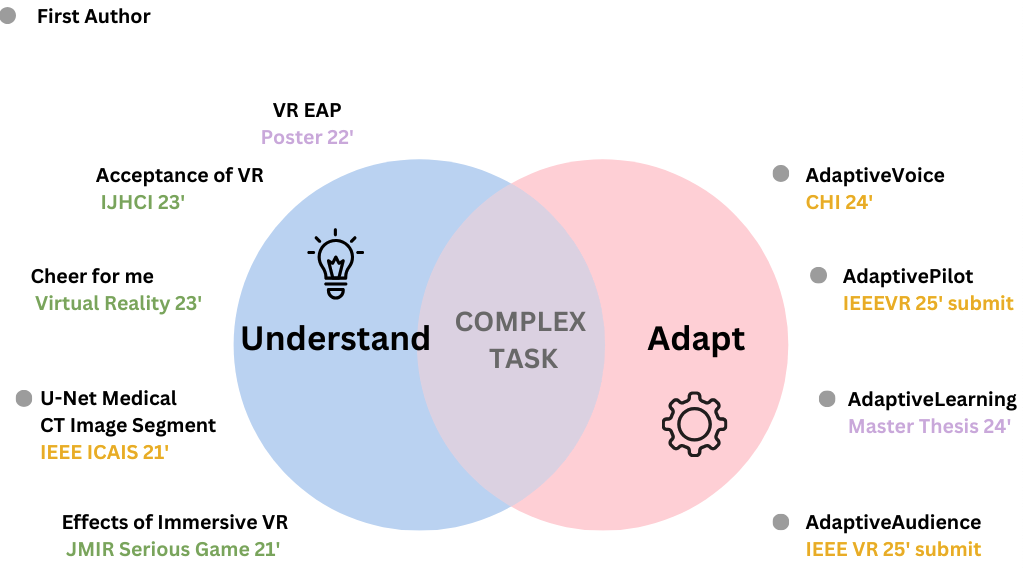 First Author
VR EAP
Poster 22'
Acceptance of VR
IJHCI 23'
Cheer for me
Virtual Reality 23'
U-Net Medical
CT Image Segment
IEEE ICAIS 21'
Effects of Immersive VR
JMIR Serious Game 21'
Understand
COMPLEX
TASK
Adapt
AdaptiveVoice
CHI 24'
AdaptivePilot
IEEEVR 25' submit
AdaptiveLearning
Master Thesis 24'
AdaptiveAudience
IEEE VR 25' submit